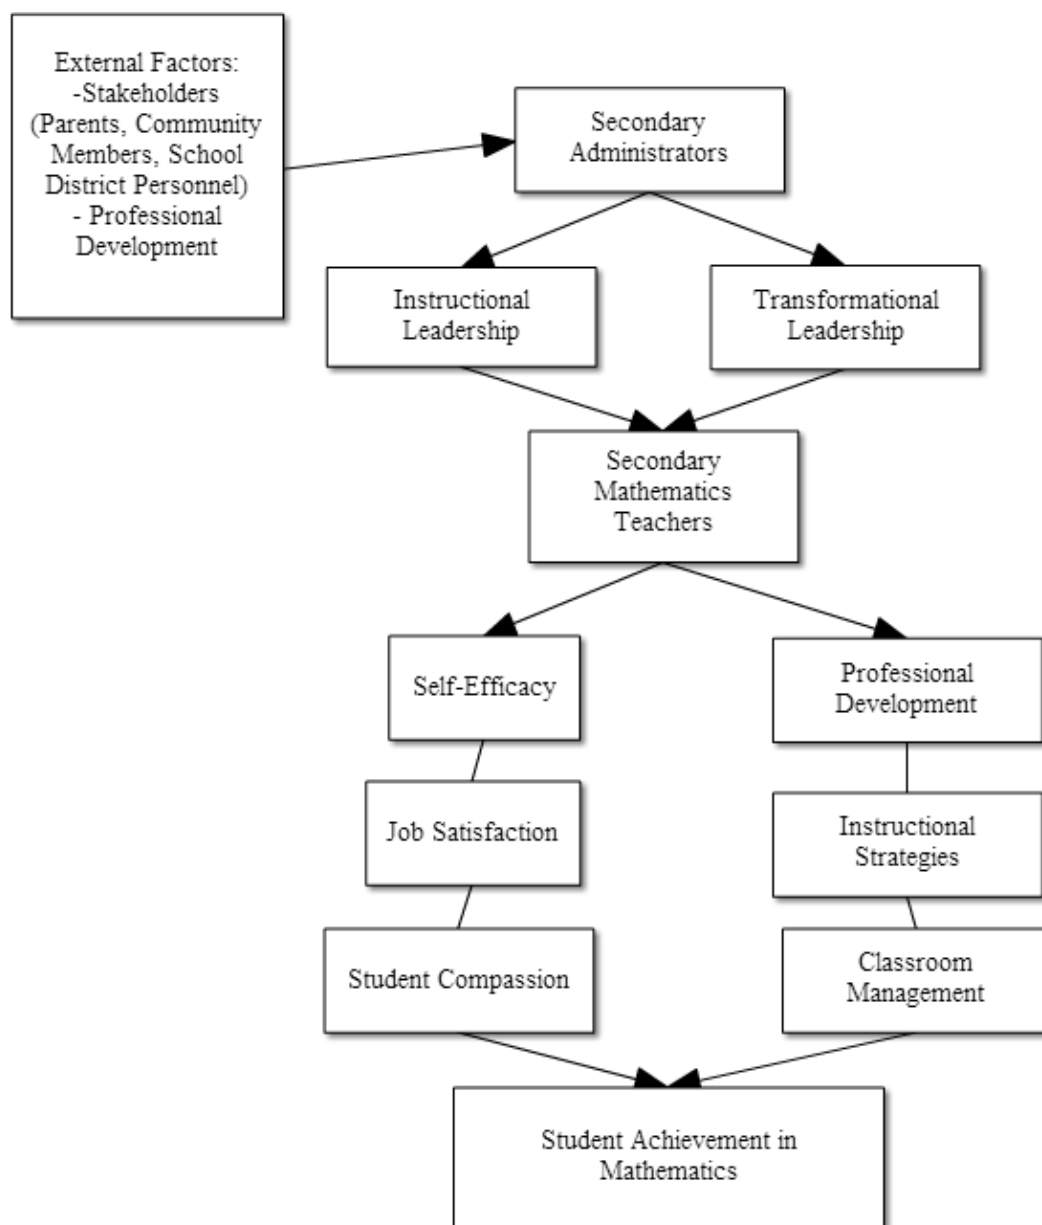 External Factors:
-Stakeholders
(Parents, Community
Members, School
District Personnel)
- Professional
Development
Secondary
Administrators
Instructional
Leadership
Transformational
Leadership
Secondary
Mathematics
Teachers
Self-Efficacy
Professional
Development
Job Satisfaction
Instructional
Strategies
Student Compassion
Classroom
Management
Student Achievement in
Mathematics